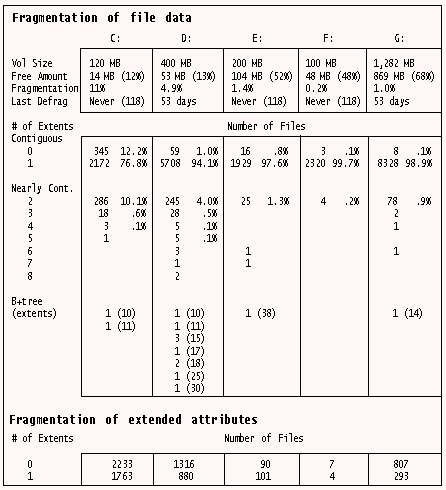 Fragmentation of file data
C: D: E: F: G:
Vol Size 120 MB 400 MB 200 MB 100 MB 1,282 MB
Free Amount 14 MB (12%) 53 MB (13%) 104 MB (52%) 48 MB (48%) 869 MB (68%)
Fragmentation 11% 4.9% 1.4% 0.2% 1.0%
Last Defrag Never (118) 53 days Never (118) Never (118) 53 days
# of Extents Number of Files
Contiguous
0 345 12.2% 59 1.0% 16 .8% 3 .1% 8 .1%
1 2172 76.8% 5708 94.1% 1929 97.6% 2320 99.7% 8328 98.9%
Nearly Cont.
2 286 10.1% 245 4.0% 25 1.3% 4 .2% 78 .9%
3 18 .6% 28 .5% 2
4 3 .1% 5 .1% 1
5 1 5 .1%
6 3 1 1
7 1 1
8 2
B+tree
(extents) 1 (10) 1 (10) 1 (38) 1 (14)
1 (11) 1 (11)
3 (15)
1 (17)
2 (18)
1 (25)
1 (30)
Fragmentation of extended attributes
# of Extents Number of Files
0 2233 1316 90 7 807
1 1763 880 101 4 293